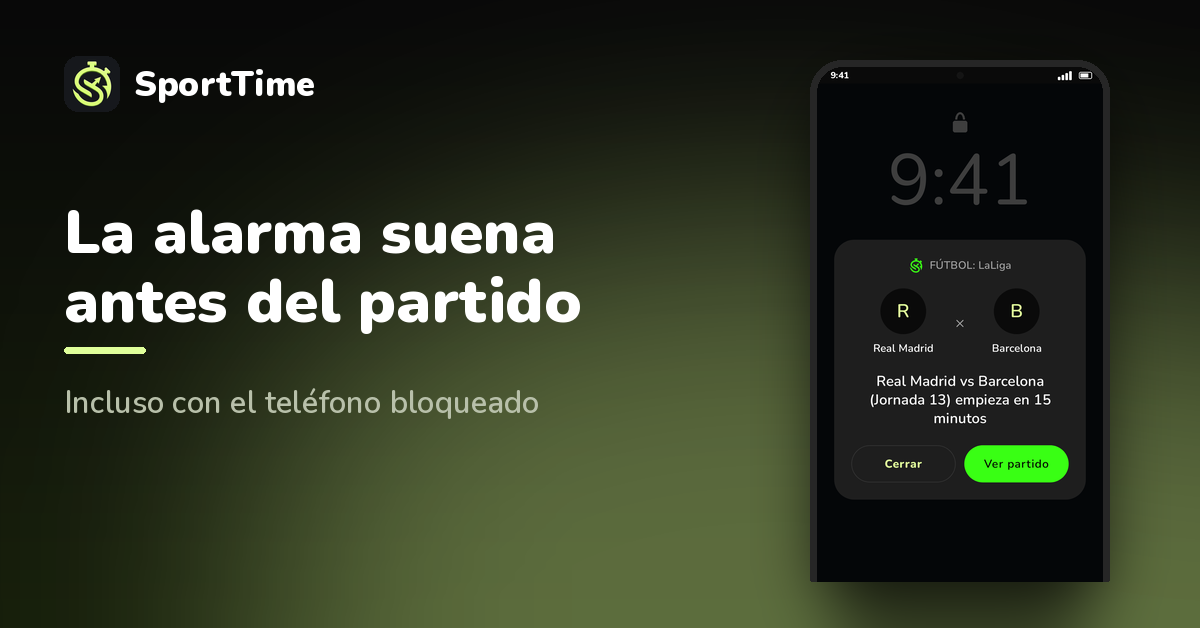 SportTime
La alarma suena
antes del partido
Incluso con el teléfono bloqueado
9:41
9:41
FÚTBOL: LaLiga
R
B
×
Real Madrid
Barcelona
Real Madrid vs Barcelona
(Jornada 13) empieza en 15
minutos
Cerrar
Ver partido